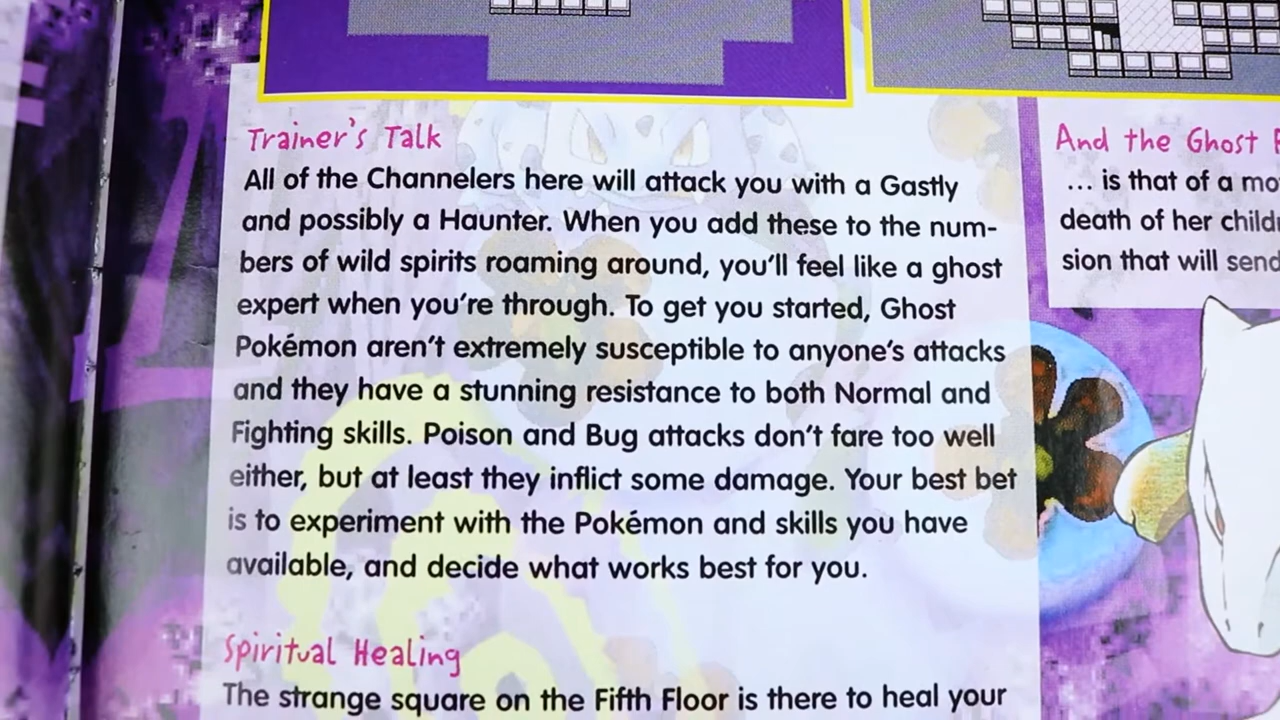 Trainer's Talk
All of the Channelers here will attack you with a Gastly
and possibly a Haunter. When you add these to the num-
bers of wild spirits roaming around, you'll feel like a ghost
expert when you're through. To get you started, Ghost
Pokémon aren't extremely susceptible to anyone's attacks
and they have a stunning resistance to both Normal and
Fighting skills. Poison and Bug attacks don't fare too well
either, but at least they inflict some damage. Your best bet
is to experiment with the Pokémon and skills you have
available, and decide what works best for you.
Spiritual Healing
The strange square on the Fifth Floor is there to heal your
And the Ghost
... is that of a
death of her
sion that will send